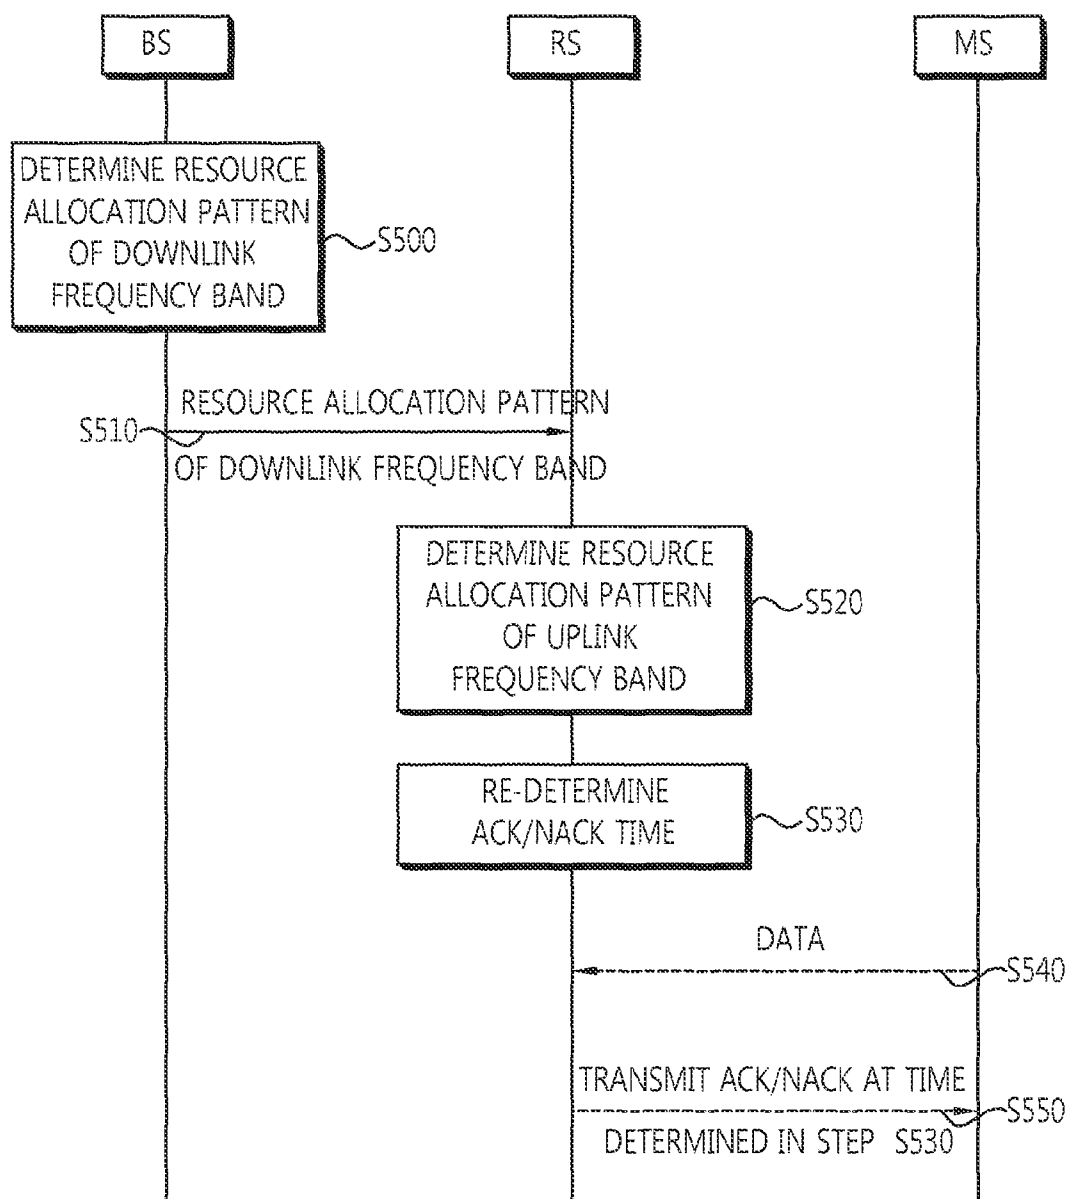 BS
RS
MS
DETERMINE RESOURCE
ALLOCATION PATTERN
OF DOWNLINK
FREQUENCY BAND
S500
RESOURCE ALLOCATION PATTERN
S510
OF DOWNLINK FREQUENCY BAND
DETERMINE RESOURCE
ALLOCATION PATTERN
OF UPLINK
FREQUENCY BAND
S520
RE-DETERMINE
ACK/NACK TIME
S530
DATA
S540
TRANSMIT ACK/NACK AT TIME
S550
DETERMINED IN STEP S530